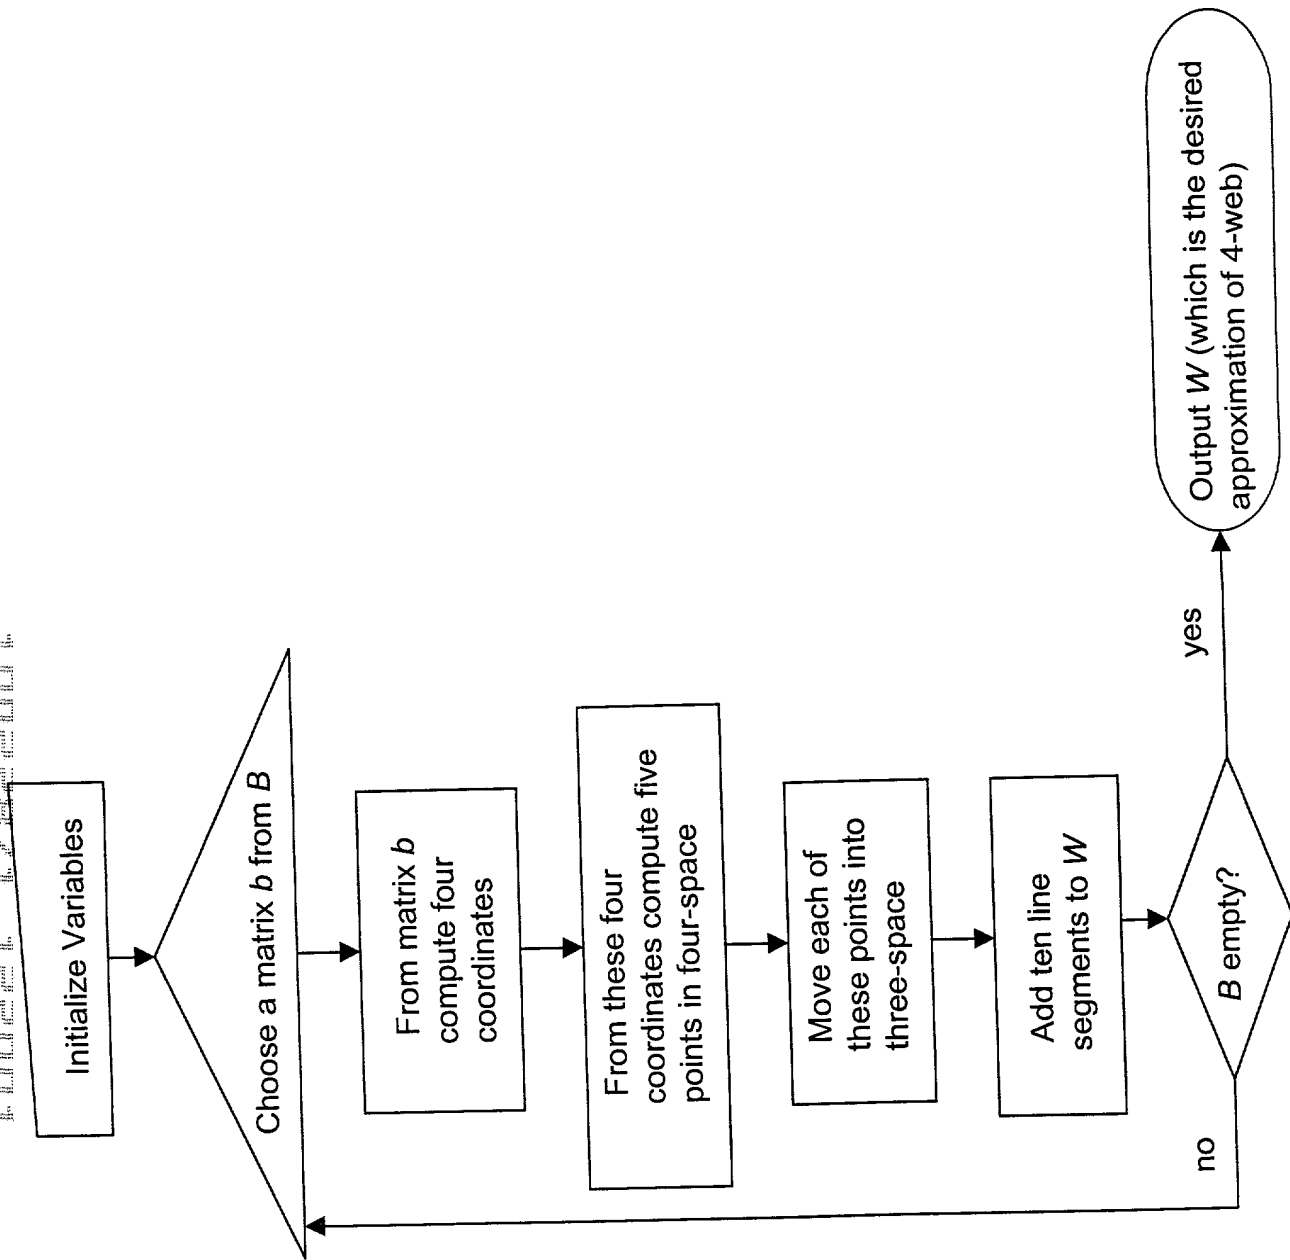 Initialize Variables
Choose a matrix b from B
From matrix b
compute four
coordinates
From these four
coordinates compute five
points in four-space
Move each of
these points into
three-space
Add ten line
segments to W
B empty?
no
yes
Output W (which is the desired
approximation of 4-web)